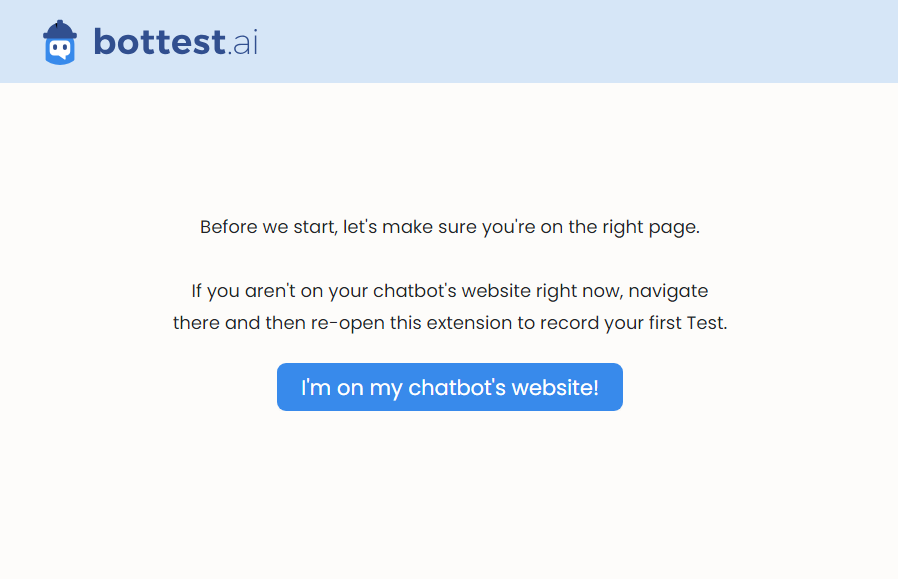 bottest.ai
Before we start, let's make sure you're on the right page.
If you aren't on your chatbot's website right now, navigate
there and then re-open this extension to record your first Test.
I'm on my chatbot's website!